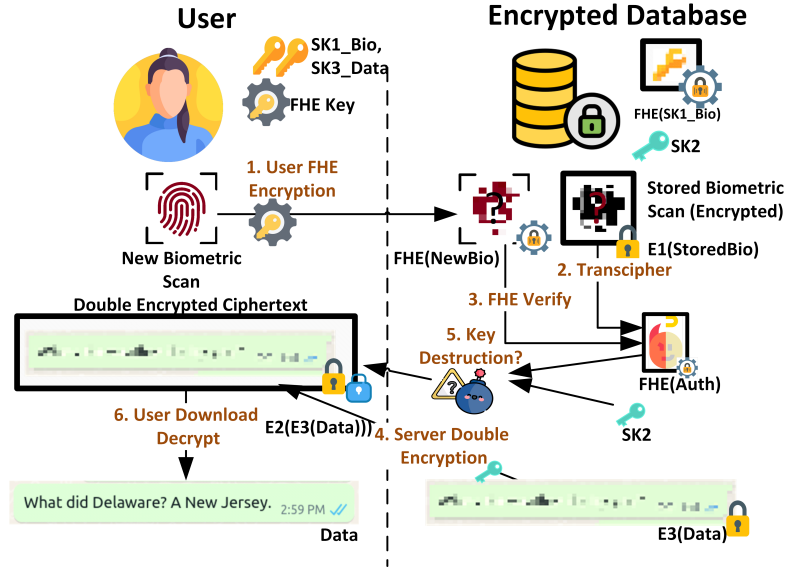 User
Encrypted Database
SK1_Bio,
SK3_Data
FHE Key
FHE(SK1_Bio)
SK2
1. User FHE
Encryption
New Biometric
Scan
FHE(NewBio)
Stored Biometric
Scan (Encrypted)
E1(StoredBio)
2. Transcipher
3. FHE Verify
Double Encrypted Ciphertext
5. Key
Destruction?
FHE(Auth)
SK2
E2(E3(Data)))
6. User Download
Decrypt
4. Server Double
Encryption
What did Delaware? A New Jersey.
2:59 PM
Data
E3(Data)